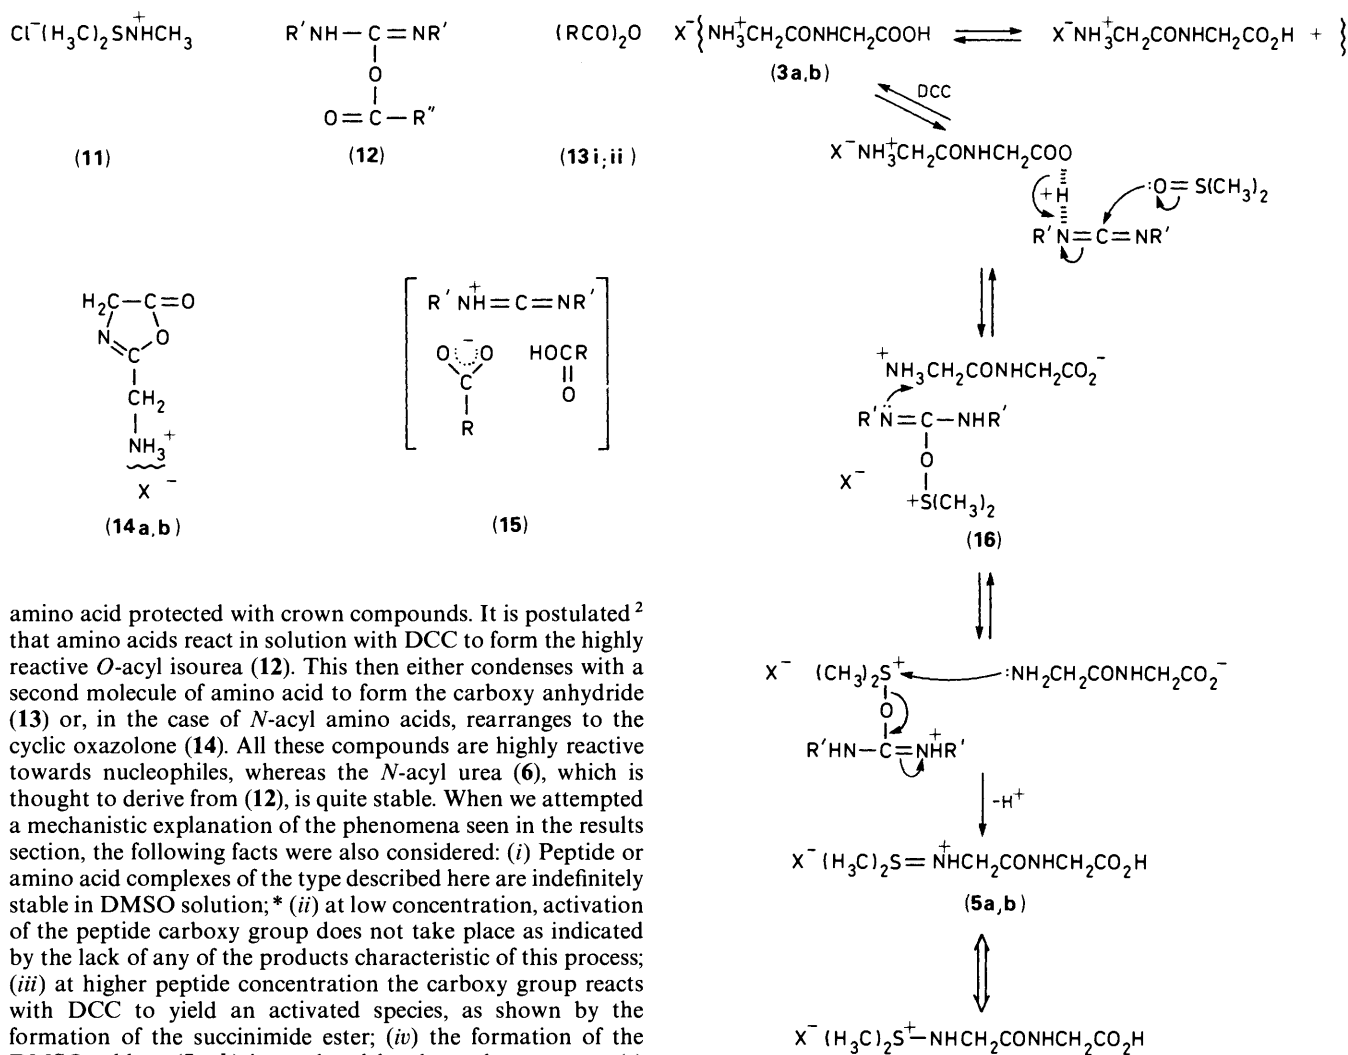 Cl⁻(H₃C)₂SN⁺HCH₃
R′NH—C=NR′
O
O=C—R″
(RCO)₂O
(11)
(12)
(13i,ii)
H₂C—C=O
N
O
C
CH₂
NH₃⁺
X⁻
(14a,b)
R′N⁺H=C=NR′
O⁻O
C
R
HOCR
O
(15)
amino acid protected with crown compounds. It is postulated ²
that amino acids react in solution with DCC to form the highly
reactive O-acyl isourea (12). This then either condenses with a
second molecule of amino acid to form the carboxy anhydride
(13) or, in the case of N-acyl amino acids, rearranges to the
cyclic oxazolone (14). All these compounds are highly reactive
towards nucleophiles, whereas the N-acyl urea (6), which is
thought to derive from (12), is quite stable. When we attempted
a mechanistic explanation of the phenomena seen in the results
section, the following facts were also considered: (i) Peptide or
amino acid complexes of the type described here are indefinitely
stable in DMSO solution;* (ii) at low concentration, activation
of the peptide carboxy group does not take place as indicated
by the lack of any of the products characteristic of this process;
(iii) at higher peptide concentration the carboxy group reacts
with DCC to yield an activated species, as shown by the
formation of the succinimide ester; (iv) the formation of the
X⁻{NH₃⁺CH₂CONHCH₂COOH ⇌ X⁻NH₃⁺CH₂CONHCH₂CO₂H + }
(3a,b)
DCC
X⁻NH₃⁺CH₂CONHCH₂COO
+H
:O=S(CH₃)₂
R′N=C=NR′
⁺NH₃CH₂CONHCH₂CO₂⁻
R′N̈=C—NHR′
O
X⁻
+S(CH₃)₂
(16)
X⁻ (CH₃)₂S⁺ :NH₂CH₂CONHCH₂CO₂⁻
O
R′HN—C=N⁺HR′
-H⁺
X⁻(H₃C)₂S=N⁺HCH₂CONHCH₂CO₂H
(5a,b)
X⁻(H₃C)₂S⁺—NHCH₂CONHCH₂CO₂H